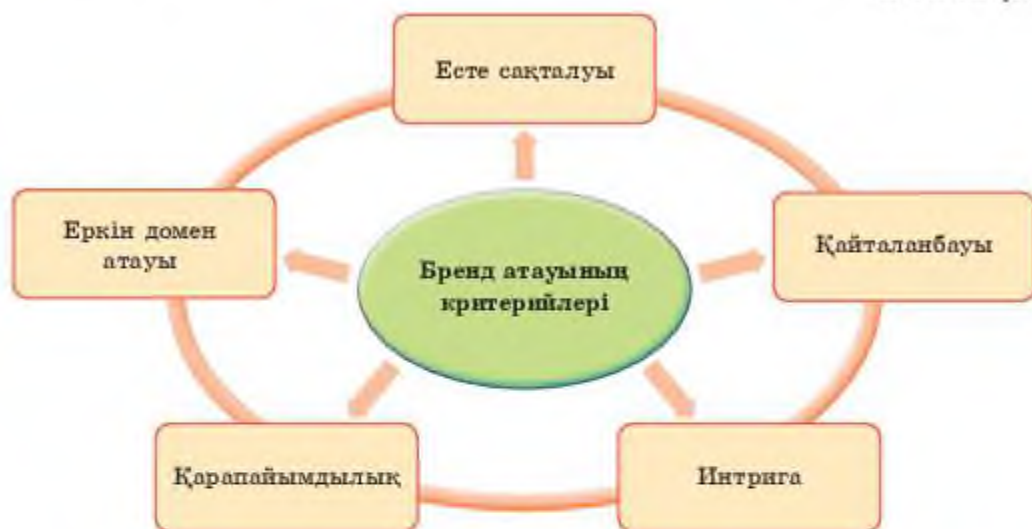 Есте сақталуы
Еркін домен
атауы
Қайталанбауы
Бренд атауының
критерийлері
Қарапайымдылық
Интрига